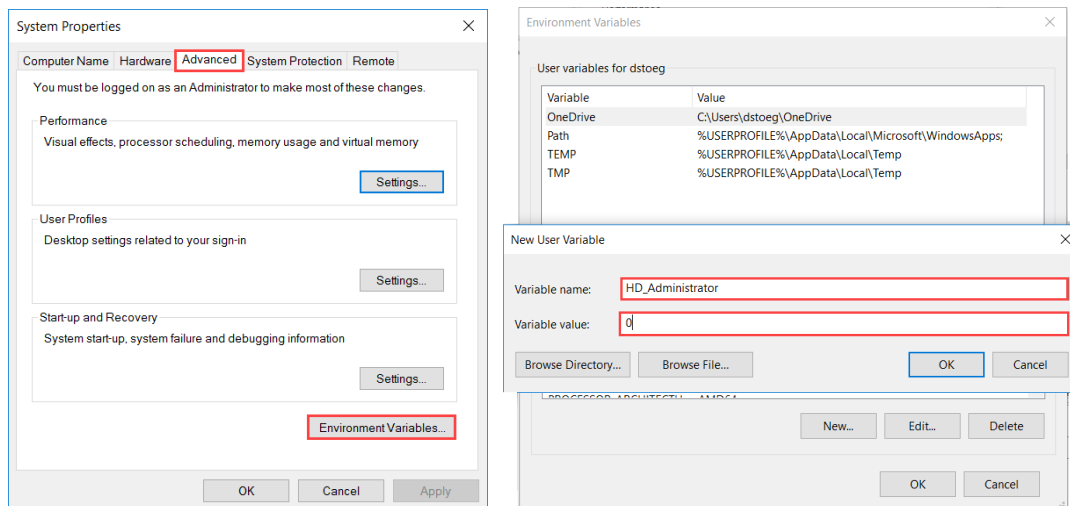 System Properties
Computer Name Hardware Advanced System Protection Remote
You must be logged on as an Administrator to make most of these changes.
Performance
Visual effects, processor scheduling, memory usage and virtual memory
Settings...
User Profiles
Desktop settings related to your sign-in
Settings...
Start-up and Recovery
System start-up, system failure and debugging information
Settings...
Environment Variables...
OK Cancel Apply
Environment Variables
User variables for dstoeg
Variable Value
OneDrive C:\Users\dstoeg\OneDrive
Path %USERPROFILE%\AppData\Local\Microsoft\WindowsApps;
TEMP %USERPROFILE%\AppData\Local\Temp
TMP %USERPROFILE%\AppData\Local\Temp
New User Variable
Variable name: HD_Administrator
Variable value: 0
Browse Directory... Browse File... OK Cancel
PROCESSOR_ARCHITECTU... AMD64
New... Edit... Delete
OK Cancel